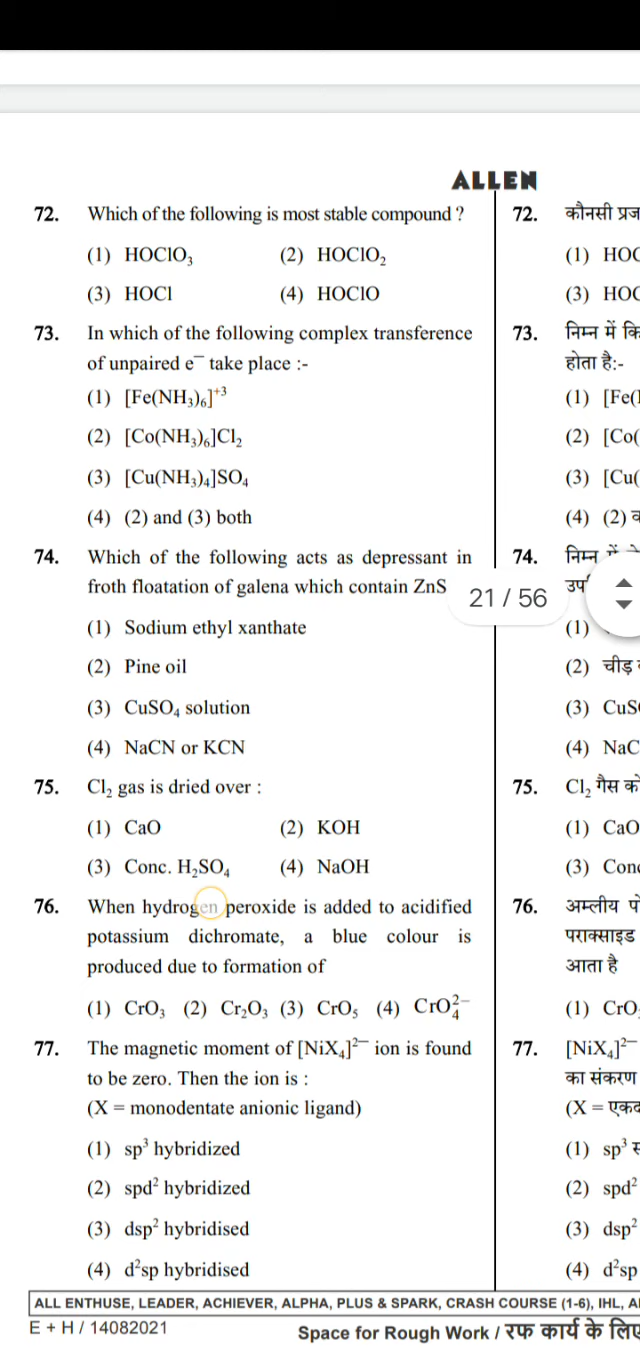 ALLEN
72. Which of the following is most stable compound ?
(1) HOClO₃ (2) HOClO₂
(3) HOCl (4) HOClO
73. In which of the following complex transference
of unpaired e⁻ take place :-
(1) [Fe(NH₃)₆]⁺³
(2) [Co(NH₃)₆]Cl₂
(3) [Cu(NH₃)₄]SO₄
(4) (2) and (3) both
74. Which of the following acts as depressant in
froth floatation of galena which contain ZnS
(1) Sodium ethyl xanthate
(2) Pine oil
(3) CuSO₄ solution
(4) NaCN or KCN
75. Cl₂ gas is dried over :
(1) CaO (2) KOH
(3) Conc. H₂SO₄ (4) NaOH
76. When hydrogen peroxide is added to acidified
potassium dichromate, a blue colour is
produced due to formation of
(1) CrO₃ (2) Cr₂O₃ (3) CrO₅ (4) CrO₄²⁻
77. The magnetic moment of [NiX₄]²⁻ ion is found
to be zero. Then the ion is :
(X = monodentate anionic ligand)
(1) sp³ hybridized
(2) spd² hybridized
(3) dsp² hybridised
(4) d²sp hybridised
72. कौनसी
(1) HO
(3) HO
73. निम्न में
होता है:-
(1) [Fe(
(2) [Co(
(3) [Cu(
(4) (2)
74. निम्न
21 / 56
(1)
(2) चीड़
(3) CuS
(4) NaC
75. Cl₂ गैस
(1) CaO
(3) Con
76. अम्लीय
पराक्साइड
आता है
(1) CrO
77. [NiX₄]²⁻
का संकरण
(X =
(1) sp³
(2) spd²
(3) dsp²
(4) d²sp
ALL ENTHUSE, LEADER, ACHIEVER, ALPHA, PLUS & SPARK, CRASH COURSE (1-6), IHL,
E + H / 14082021
Space for Rough Work / रफ कार्य के